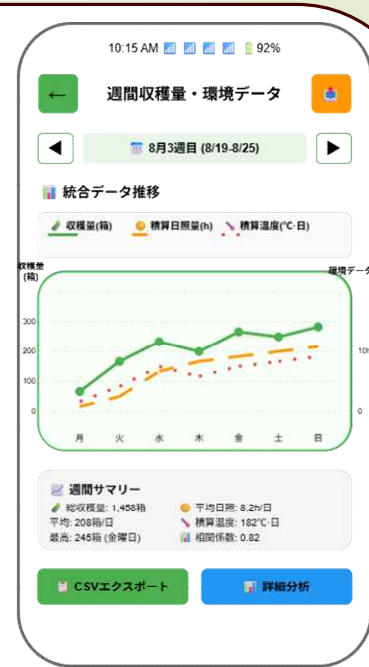 10:15 AM 92%
← 週間収穫量・環境データ
◀ 8月3週目 (8/19-8/25) ▶
統合データ推移
収穫量(箱) 積算日照量(h) 積算温度(℃·日)
収穫量
(箱)
環境データ
300
200
10h
100
0
0
月 火 水 木 金 土 日
週間サマリー
総収穫量: 1,458箱
平均日照: 8.2h/日
平均: 208箱/日
積算温度: 182℃·日
最高: 245箱 (金曜日)
相関係数: 0.82
CSVエクスポート
詳細分析